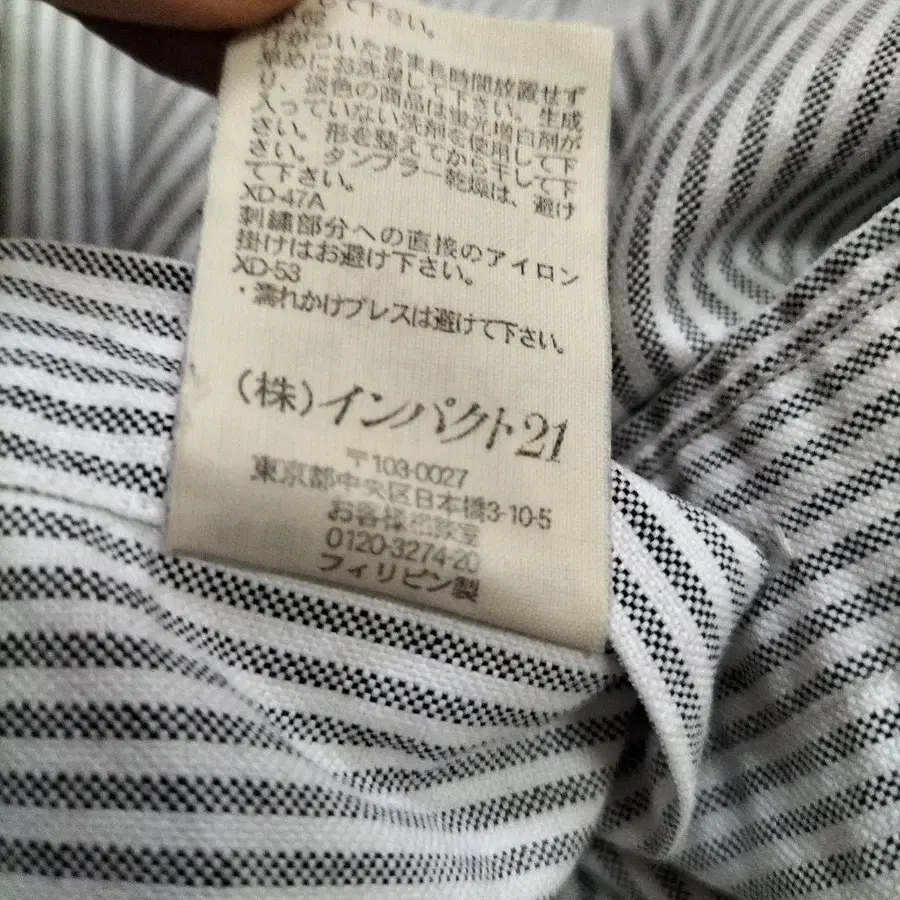 て下さい。
がついたまま長時間放置せず
早めにお洗濯して下さい。生成
り、淡色の商品は蛍光増白剤が
入っていない洗剤を使用して下
さい。形を整えてから干して下
さい。タンブラー乾燥は、避け
て下さい。
XD-47A
刺繍部分への直接のアイロン
掛けはお避け下さい。
XD-53
・濡れかけプレスは避けて下さい。
(株)インパクト21
〒103-0027
東京都中央区日本橋3-10-5
お客様相談室
0120-3274-20
フィリピン製